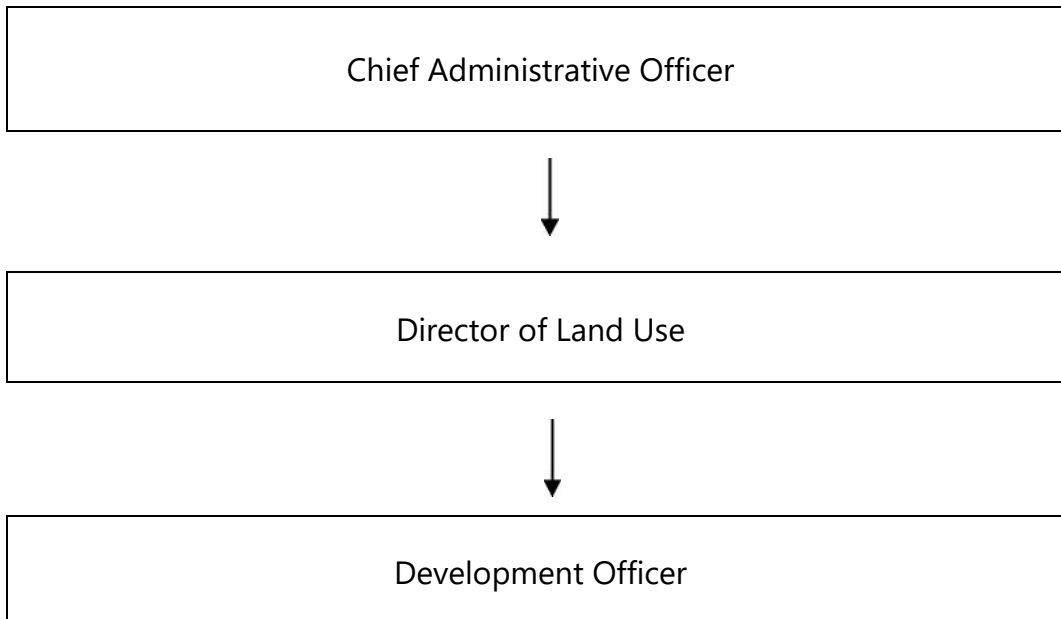 Chief Administrative Officer
Director of Land Use
Development Officer